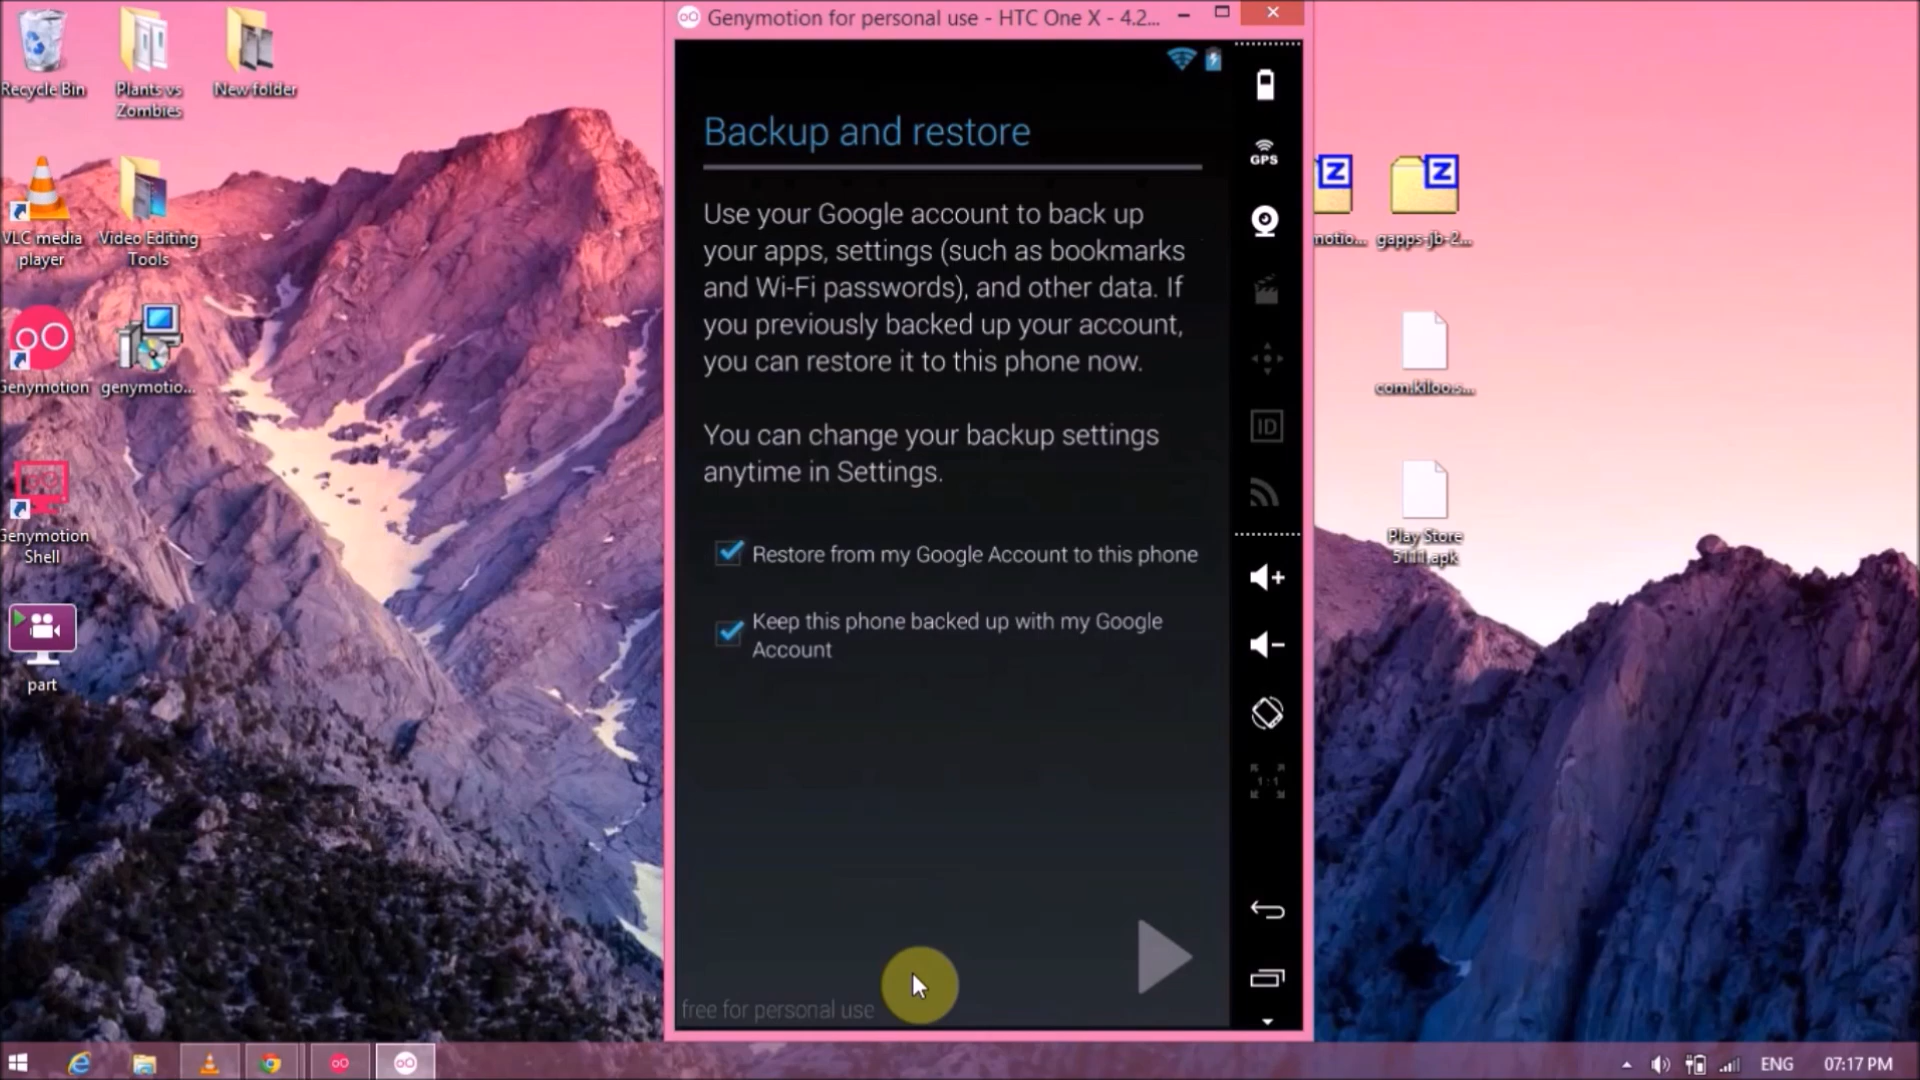 Genymotion for personal use - HTC One X - 4.2...
Recycle Bin
Plants vs
Zombies
New folder
VLC media
player
Video Editing
Tools
Genymotion
genymotio...
Genymotion
Shell
part
Backup and restore
Use your Google account to back up
your apps, settings (such as bookmarks
and Wi-Fi passwords), and other data. If
you previously backed up your account,
you can restore it to this phone now.
You can change your backup settings
anytime in Settings.
Restore from my Google Account to this phone
Keep this phone backed up with my Google
Account
free for personal use
GPS
ID
1:1
Z
Z
motio...
gapps-jb-2...
com.kiloo.s...
Play Store
5111.apk
ENG
07:17 PM